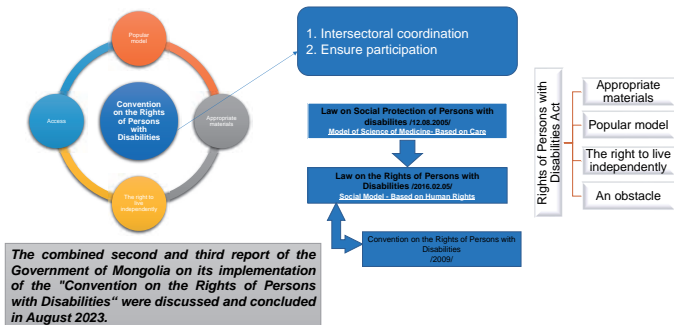 Popular
model
Access
Convention
on the Rights
of Persons
with
Disabilities
Appropriate
materials
The right to
live
independently
1. Intersectoral coordination
2. Ensure participation
Law on Social Protection of Persons with
disabilites /12.08.2005/
Model of Science of Medicine- Based on Care
Law on the Rights of Persons with
Disabilities /2016.02.05/
Social Model - Based on Human Rights
Convention on the Rights of Persons with
Disabilities
/2009/
Rights of Persons with
Disabilities Act
Appropriate
materials
Popular model
The right to live
independently
An obstacle
The combined second and third report of the
Government of Mongolia on its implementation
of the "Convention on the Rights of Persons
with Disabilities“ were discussed and concluded
in August 2023.